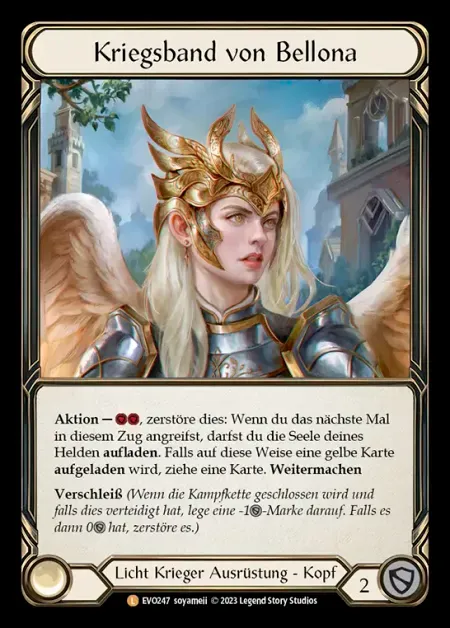 Kriegsband von Bellona
Aktion — , zerstöre dies: Wenn du das nächste Mal
in diesem Zug angreifst, darfst du die Seele deines
Helden aufladen. Falls auf diese Weise eine gelbe Karte
aufgeladen wird, ziehe eine Karte. Weitermachen
Verschleiß (Wenn die Kampfkette geschlossen wird und
falls dies verteidigt hat, lege eine -1-Marke darauf. Falls es
dann 0 hat, zerstöre es.)
Licht Krieger Ausrüstung - Kopf
2
L EVO247 soyameii © 2023 Legend Story Studios